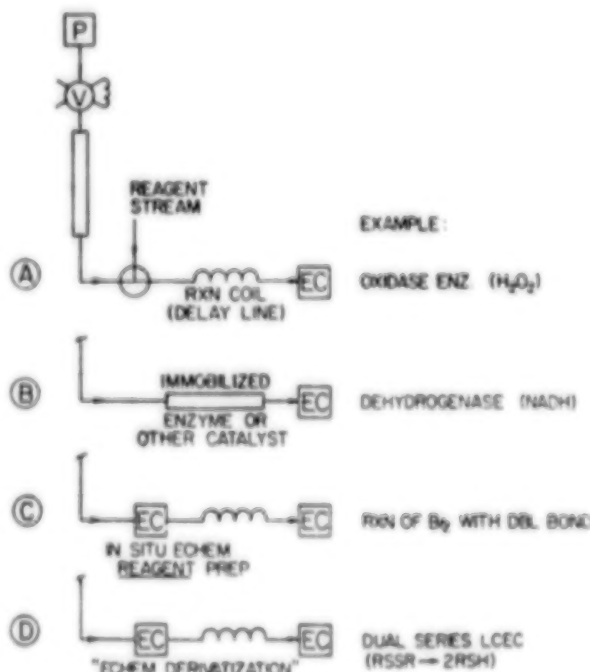 P
V
REAGENT
STREAM
EXAMPLE:
A
RXN COIL
(DELAY LINE)
EC
OXIDASE ENZ. (H₂O₂)
B
IMMOBILIZED
ENZYME OR
OTHER CATALYST
EC
DEHYDROGENASE (NADH)
C
EC
IN SITU ECHEM
REAGENT PREP
EC
RXN OF Br₂ WITH DBL BOND
D
EC
"ECHEM DERIVATIZATION"
EC
DUAL SERIES LCEC
(RSSR → 2RSH)